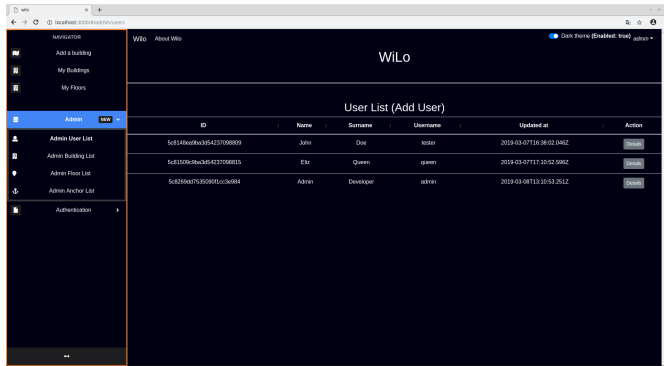 wilo
localhost:3000/#/admin/users
NAVIGATOR
Add a building
My Buildings
My Floors
Admin NEW
Admin User List
Admin Building List
Admin Floor List
Admin Anchor List
Authentication
Wilo About Wilo
Dark theme (Enabled: true) admin
WiLo
User List (Add User)
ID Name Surname Username Updated at Action
5c8148ea9ba3d54237098809 John Doe tester 2019-03-07T16:38:02.046Z Details
5c81509c9ba3d54237098815 Eliz Queen queen 2019-03-07T17:10:52.596Z Details
5c8269dd7535090f1cc3e984 Admin Developer admin 2019-03-08T13:10:53.251Z Details